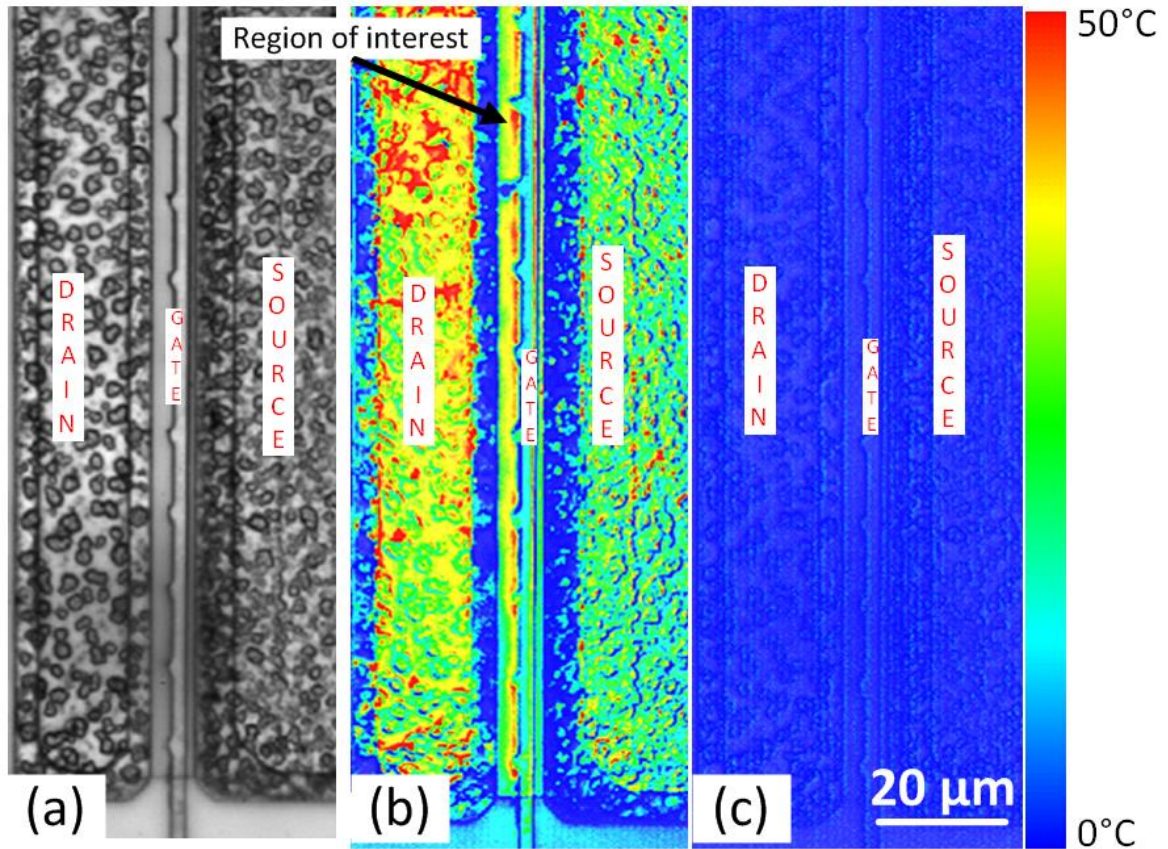 Region of interest
50°C
DRAIN
GATE
SOURCE
DRAIN
GATE
SOURCE
DRAIN
GATE
SOURCE
(a)
(b)
(c)
20 μm
0°C